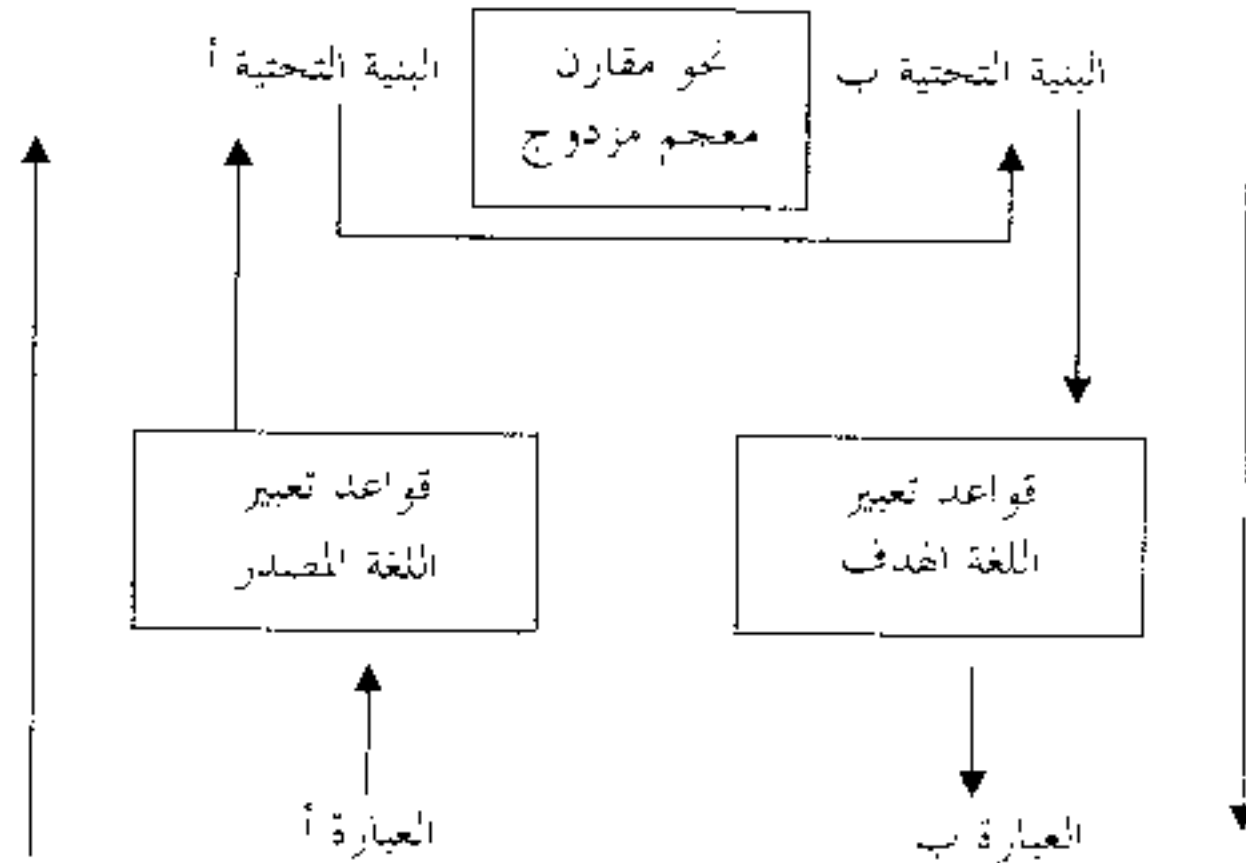 البنية التحتية أ
نحو مقارن
معجم مزدوج
البنية التحتية ب
قواعد تعبير
اللغة المصدر
قواعد تعبير
اللغة الهدف
العبارة أ
العبارة ب